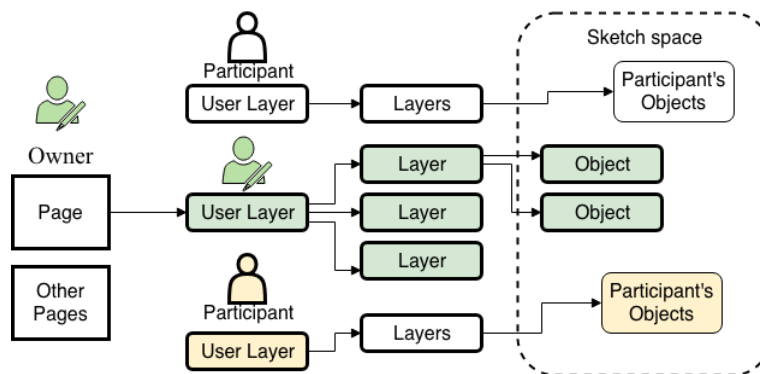 Sketch space
Participant
User Layer
Layers
Participant's
Objects
Owner
Page
User Layer
Layer
Object
Layer
Object
Layer
Other
Pages
Participant
User Layer
Layers
Participant's
Objects